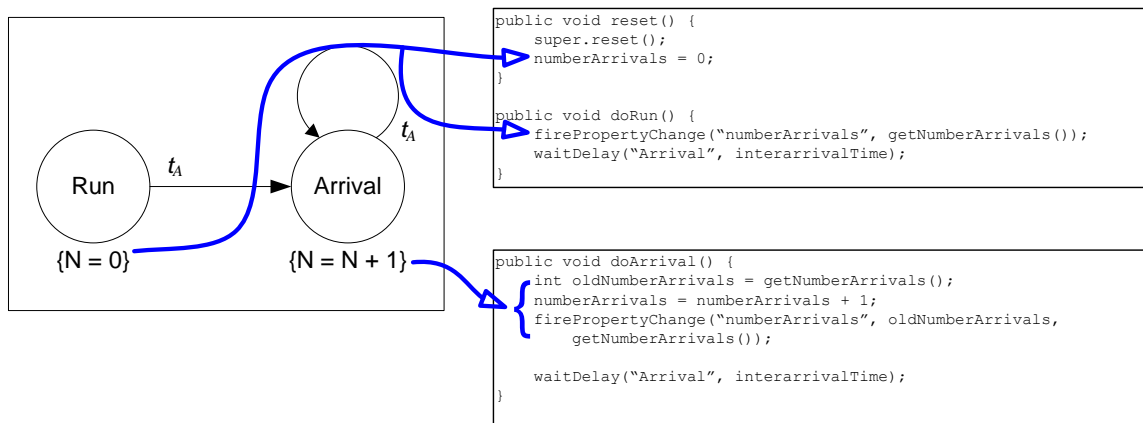 public void reset() {
    super.reset();
    numberArrivals = 0;
}
public void doRun() {
    firePropertyChange(“numberArrivals”, getNumberArrivals());
    waitDelay(“Arrival”, interarrivalTime);
}
t_A
Run
t_A
Arrival
{N = 0}
{N = N + 1}
public void doArrival() {
    int oldNumberArrivals = getNumberArrivals();
    numberArrivals = numberArrivals + 1;
    firePropertyChange(“numberArrivals”, oldNumberArrivals,
        getNumberArrivals());
    waitDelay(“Arrival”, interarrivalTime);
}